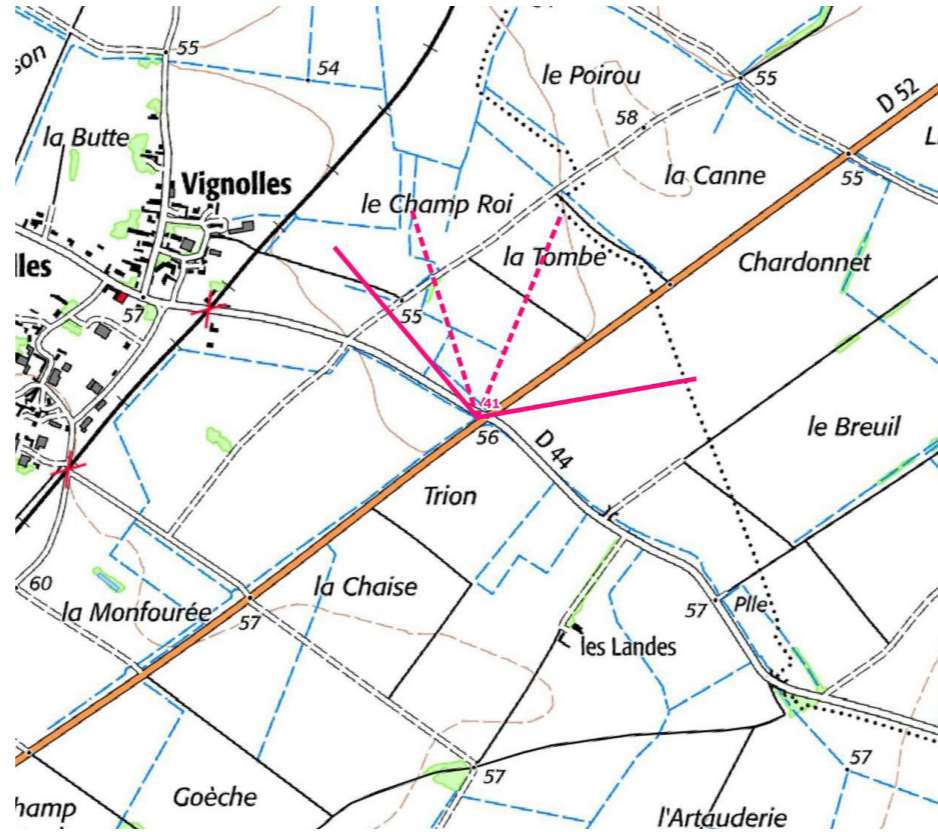 son
55
54
le Poirou
55
D 52
58
la Butte
la Canne
55
Vignolles
le Champ Roi
la Tombe
Chardonnet
lles
57
55
41
56
D 44
le Breuil
Trion
60
la Chaise
la Monfourée
57
57
Plle
les Landes
57
57
Goèche
hamp
l'Artauderie